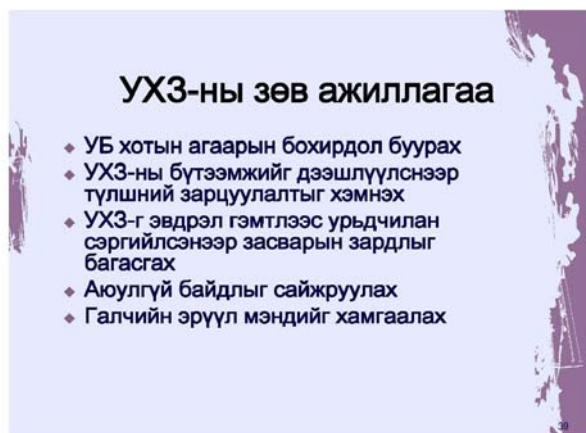 УХЗ-ны зөв ажиллагаа
УБ хотын агаарын бохирдол буурах
УХЗ-ны бүтээмжийг дээшлүүлснээр
түлшний зарцуулалтыг хэмнэх
УХЗ-г эвдрэл гэмтлээс урьдчилан
сэргийлсэнээр засварын зардлыг
багасгах
Аюулгүй байдлыг сайжруулах
Галчийн эрүүл мэндийг хамгаалах
39